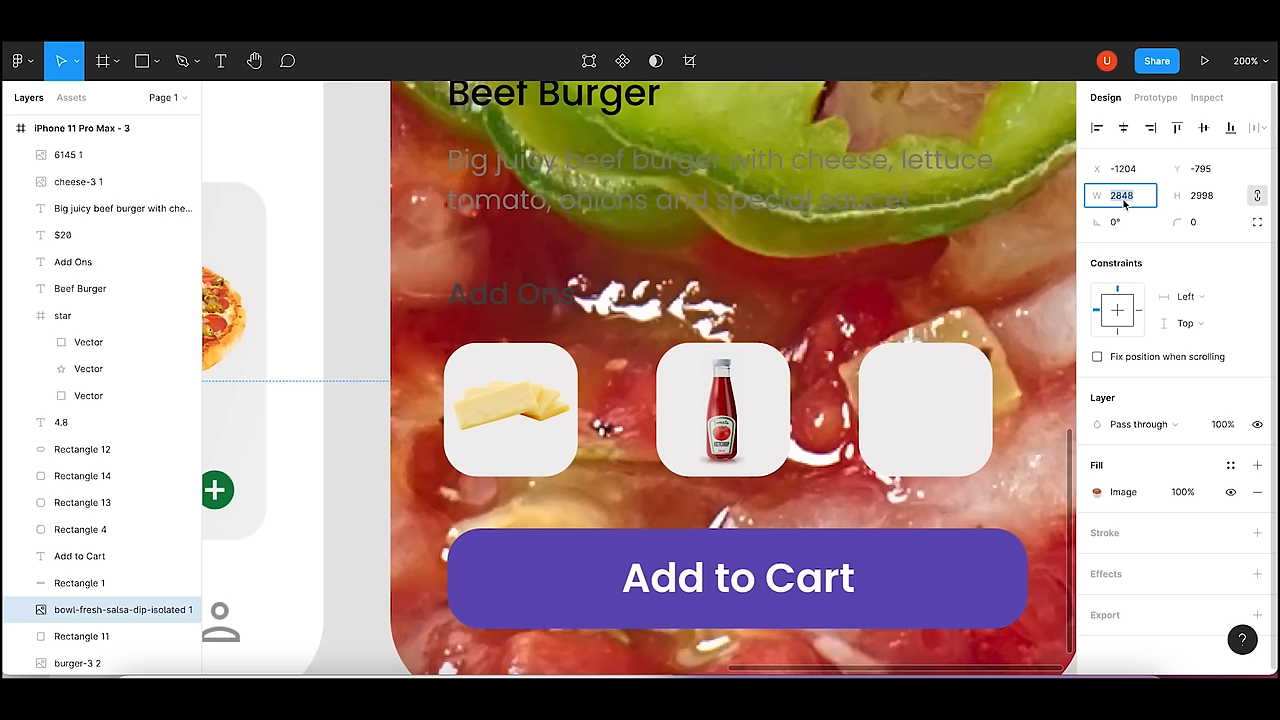 U
Share
200%
Layers
Assets
Page 1
iPhone 11 Pro Max - 3
6145 1
cheese-3 1
Big juicy beef burger with che...
$20
Add Ons
Beef Burger
star
Vector
Vector
Vector
4.8
Rectangle 12
Rectangle 14
Rectangle 13
Rectangle 4
Add to Cart
Rectangle 1
bowl-fresh-salsa-dip-isolated 1
Rectangle 11
burger-3 2
Beef Burger
Big juicy beef burger with cheese, lettuce,
tomato, onions and special sauce!
Add Ons
KETCHUP
Add to Cart
Design
Prototype
Inspect
X -1204 Y -795
W 2848 H 2998
0° 0
Constraints
Left
Top
Fix position when scrolling
Layer
Pass through 100%
Fill
Image 100%
Stroke
Effects
Export
?